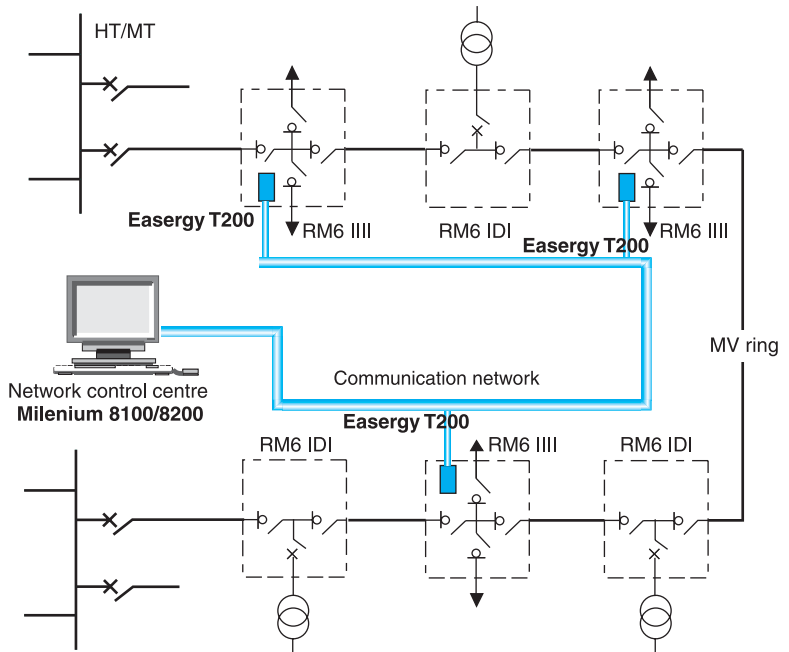 HT/MT
Easergy T200
RM6 IIII
RM6 IDI
Easergy T200
RM6 IIII
MV ring
Network control centre
Milenium 8100/8200
Communication network
Easergy T200
RM6 IDI
RM6 IIII
RM6 IDI